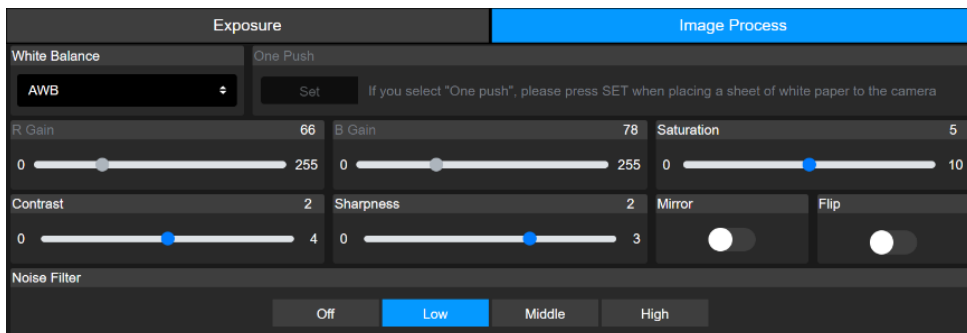 Exposure Image Process
White Balance One Push
AWB Set If you select "One push", please press SET when placing a sheet of white paper to the camera
R Gain 66 B Gain 78 Saturation 5
0 255 0 255 0 10
Contrast 2 Sharpness 2 Mirror Flip
0 4 0 3
Noise Filter
Off Low Middle High